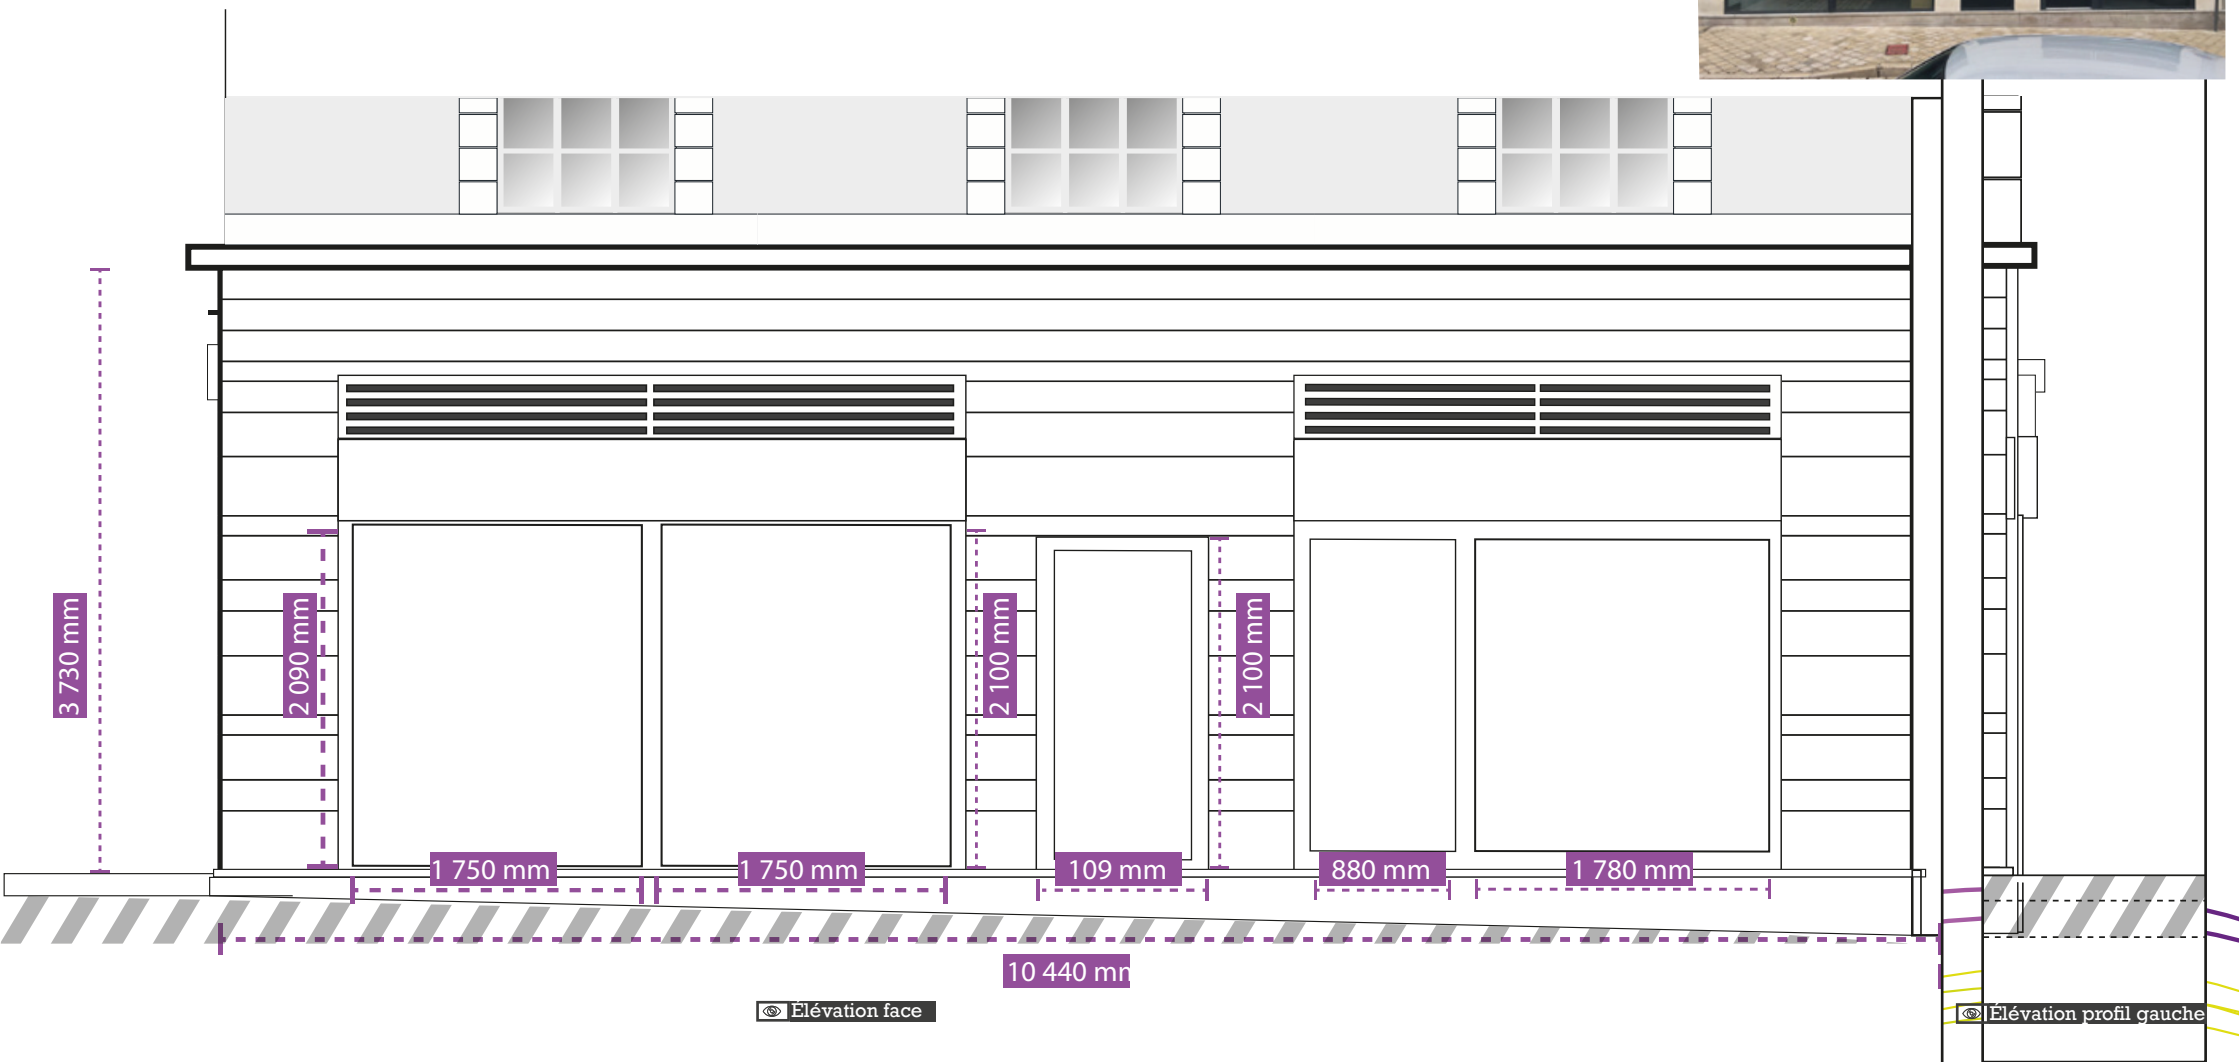 3 730 mm
2 090 mm
2 100 mm
2 100 mm
1 750 mm
1 750 mm
109 mm
880 mm
1 780 mm
10 440 mm
Élévation face
Élévation profil gauche